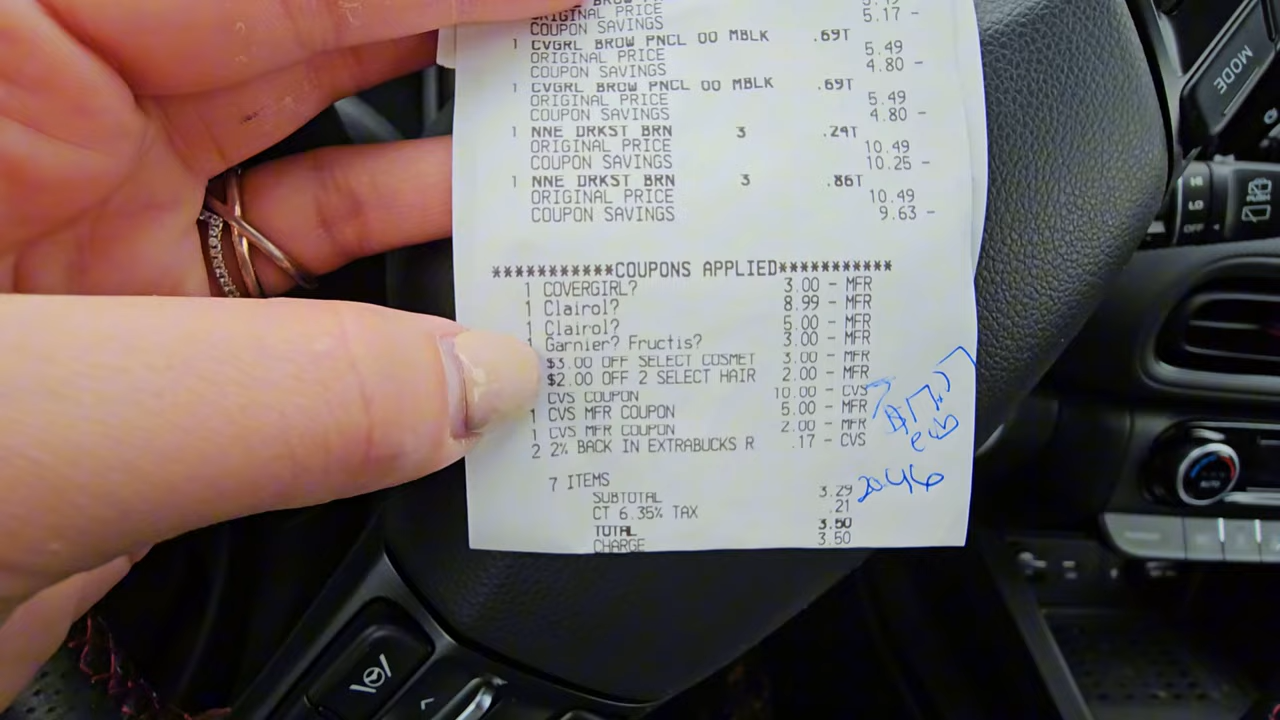 ORIGINAL PRICE 5.17 -
COUPON SAVINGS
1 CVGRL BROW PNCL 00 MBLK .69T
ORIGINAL PRICE 5.49
COUPON SAVINGS 4.80 -
1 CVGRL BROW PNCL 00 MBLK .69T
ORIGINAL PRICE 5.49
COUPON SAVINGS 4.80 -
1 NNE DRKST BRN 3 .24T
ORIGINAL PRICE 10.49
COUPON SAVINGS 10.25 -
1 NNE DRKST BRN 3 .86T
ORIGINAL PRICE 10.49
COUPON SAVINGS 9.63 -
***********COUPONS APPLIED***********
1 COVERGIRL? 3.00 - MFR
1 Clairol? 8.99 - MFR
1 Clairol? 5.00 - MFR
1 Garnier? Fructis? 3.00 - MFR
$3.00 OFF SELECT COSMET 3.00 - MFR
$2.00 OFF 2 SELECT HAIR 2.00 - MFR
CVS COUPON 10.00 - CVS
1 CVS MFR COUPON 5.00 - MFR
1 CVS MFR COUPON 2.00 - MFR
2 2% BACK IN EXTRABUCKS R .17 - CVS
7 ITEMS
SUBTOTAL 3.29
CT 6.35% TAX .21
TOTAL 3.50
CHARGE 3.50
ecb
20.46
MODE
HI
LO
OFF
AUTO